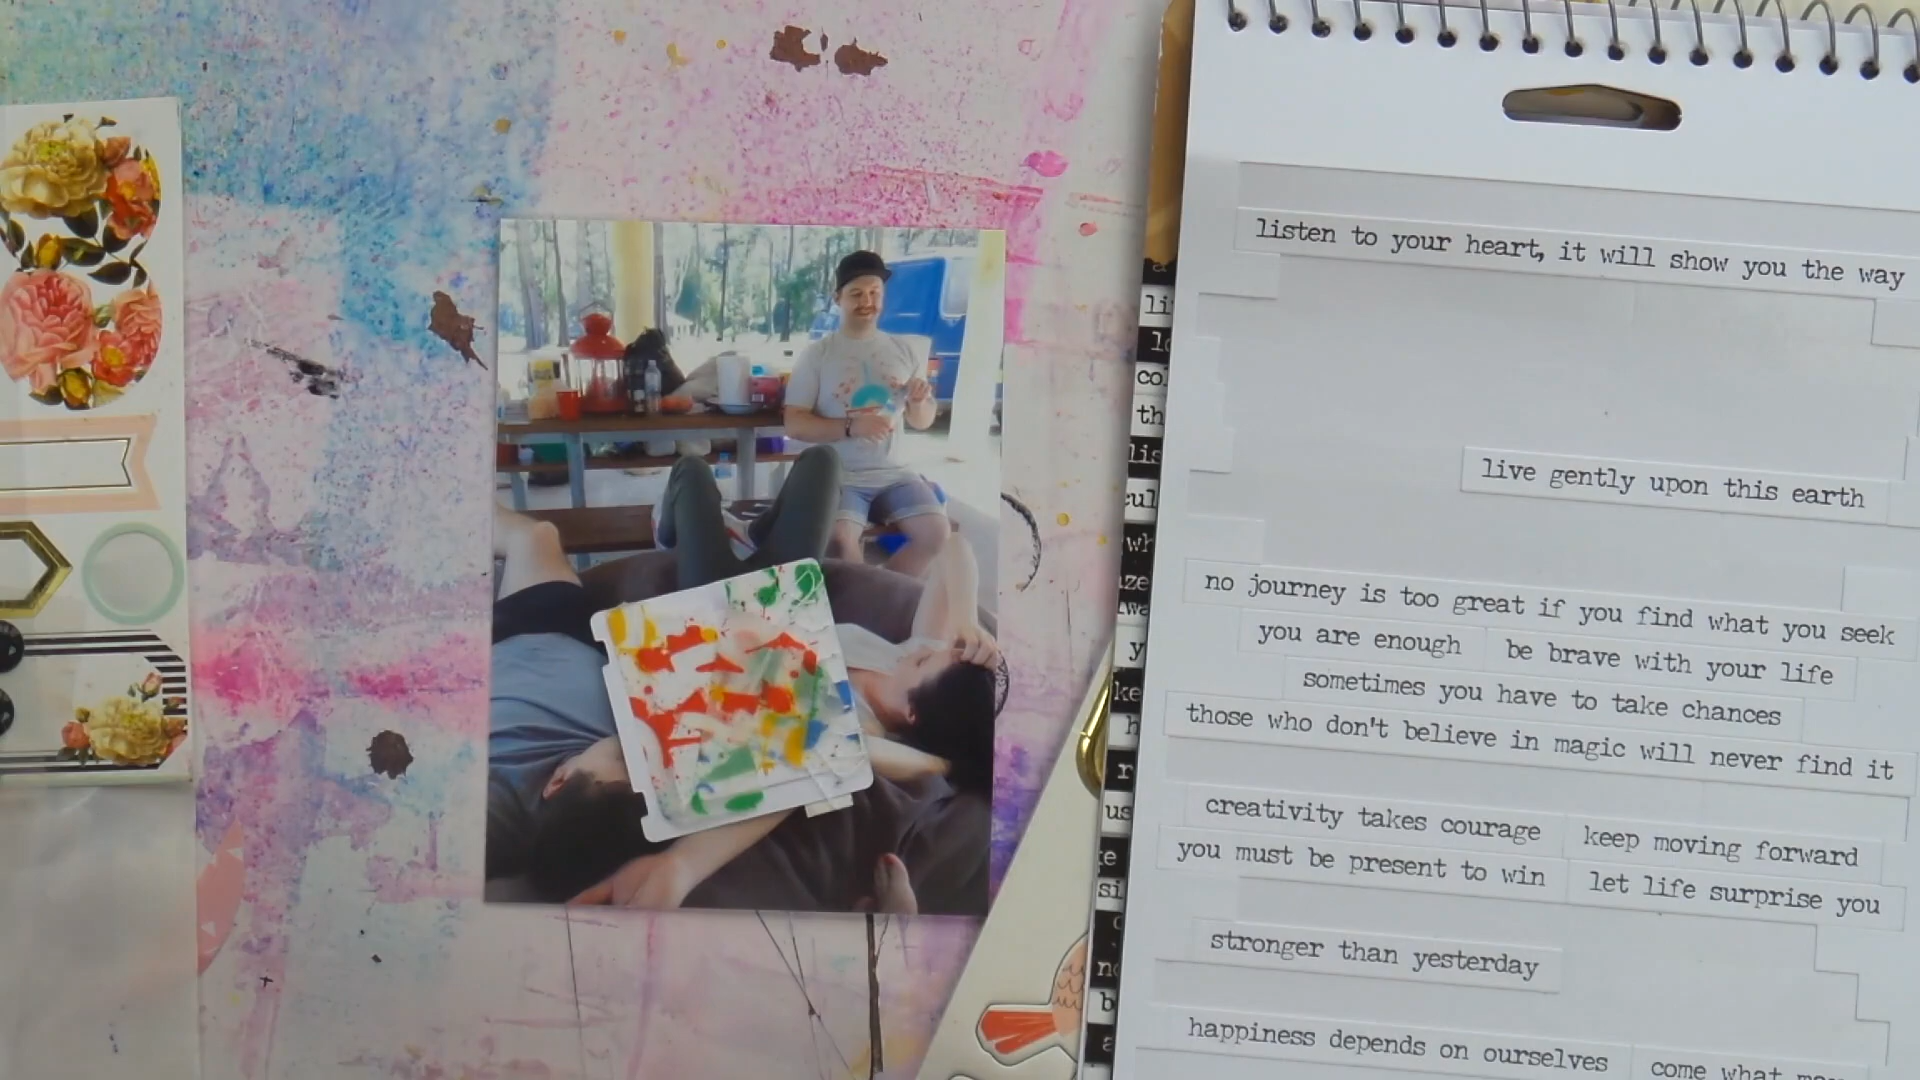 listen to your heart, it will show you the way
live gently upon this earth
no journey is too great if you find what you seek
you are enough be brave with your life
sometimes you have to take chances
those who don't believe in magic will never find it
creativity takes courage keep moving forward
you must be present to win let life surprise you
stronger than yesterday
happiness depends on ourselves come what